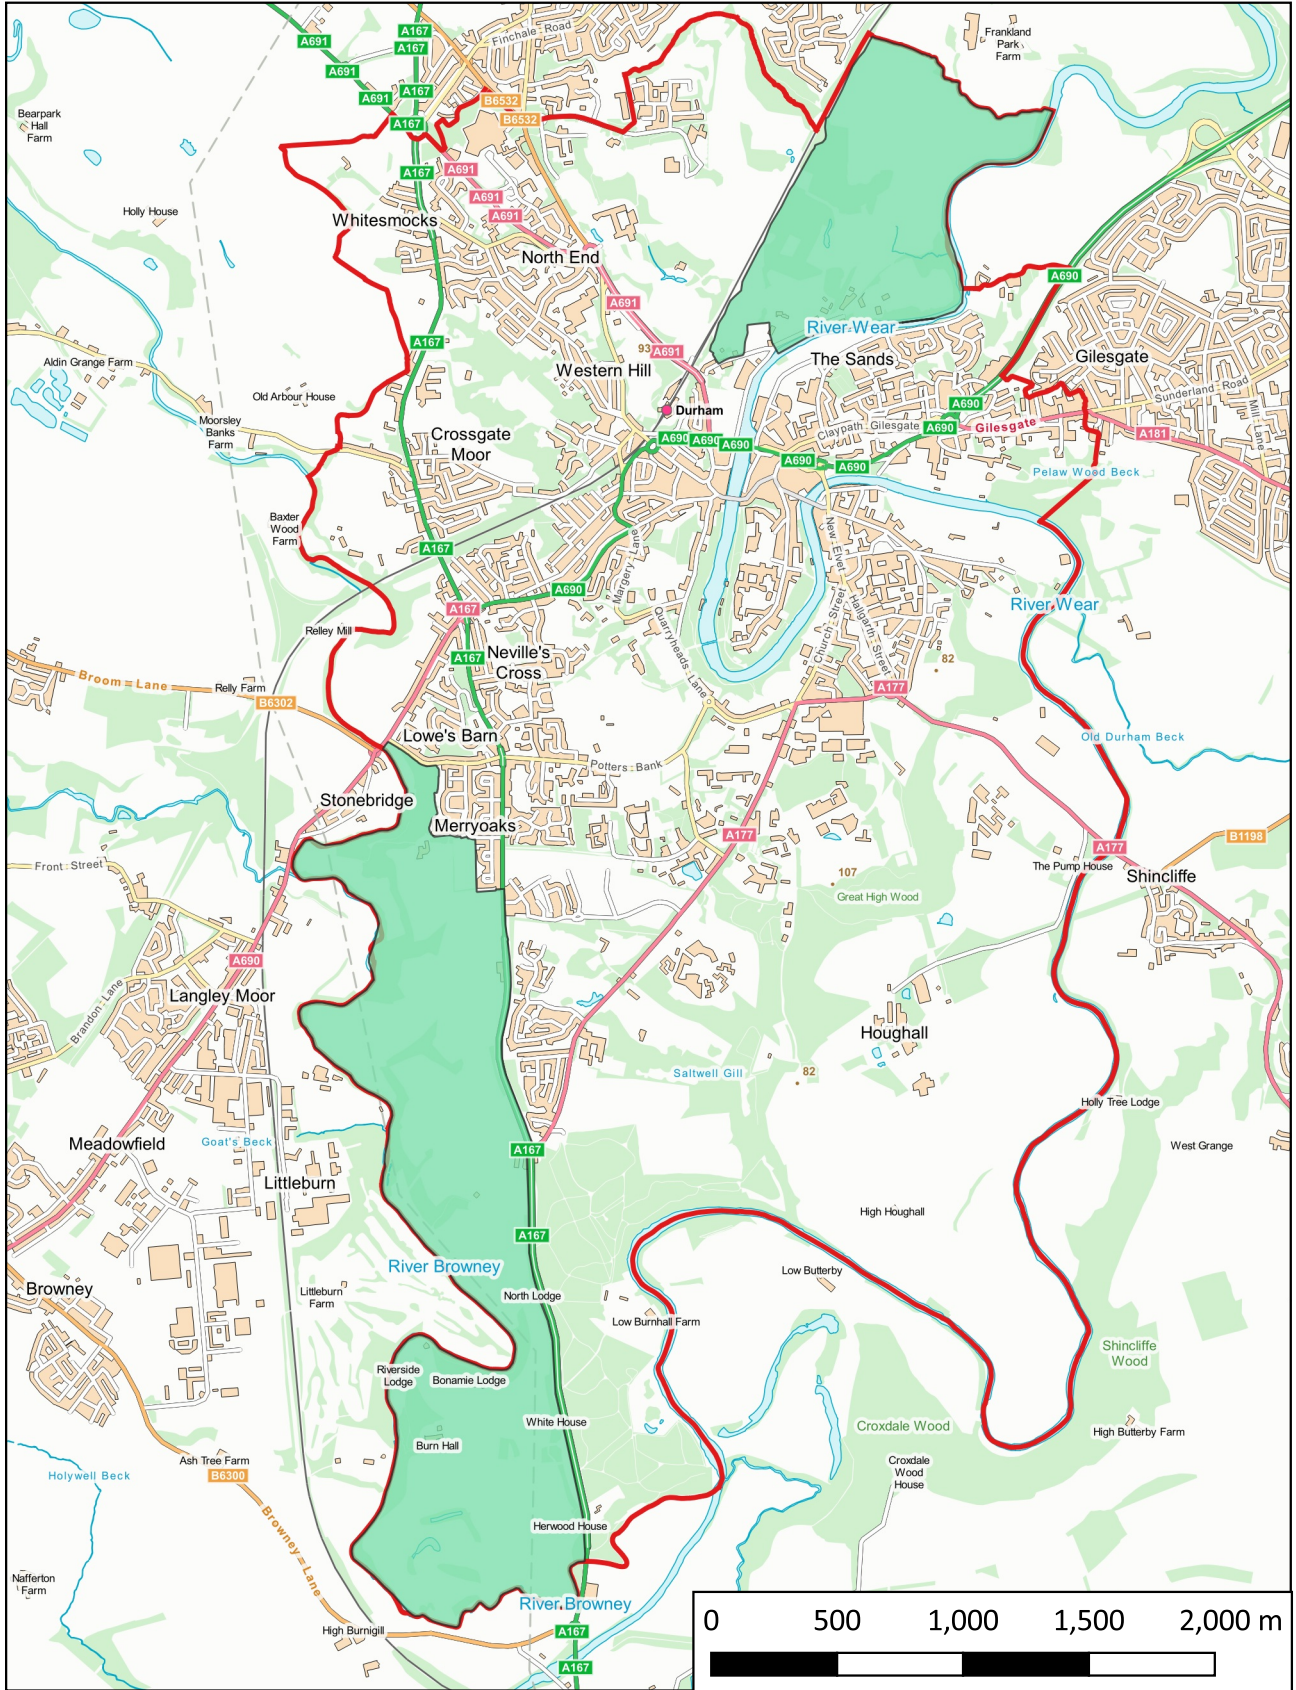 A691
A167
A167
Finchale Road
Frankland
Park
Farm
A691
A691
A167
B6532
B6532
A167
Bearpark
Hall
Farm
A167
A691
A691
A691
Holly House
Whitesmocks
North End
A690
A691
River Wear
A167
93
A691
The Sands
Gilesgate
Aldin Grange Farm
Western Hill
Old Arbour House
Durham
A690
Sunderland Road
Mill Lane
Moorsley
Banks
Farm
Crossgate
Moor
A690
A690
A690
Claypath
Gilesgate
A690
Gilesgate
A181
A690
A690
Pelaw Wood Beck
Baxter
Wood
Farm
New Elvet
A167
Margery Lane
A690
A167
Quarryheads Lane
Church Street
Hallgarth Street
River Wear
Relley Mill
A167
Neville's
Cross
82
Broom Lane
Relly Farm
B6302
A177
Lowe's Barn
Old Durham Beck
Potters Bank
Stonebridge
Merryoaks
A177
B1198
A177
Front Street
The Pump House
107
Shincliffe
Great High Wood
A690
Brandon Lane
Langley Moor
Houghall
Saltwell Gill
82
Holly Tree Lodge
Meadowfield
Goat's Beck
A167
West Grange
Littleburn
High Houghall
A167
River Browney
Low Butterby
Browney
Littleburn
Farm
North Lodge
Low Burnhall Farm
Shincliffe
Wood
Riverside
Lodge
Bonamie Lodge
White House
Croxdale Wood
High Butterby Farm
Burn Hall
Ash Tree Farm
B6300
Croxdale
Wood
House
Holywell Beck
Browney Lane
Herwood House
Nafferton
Farm
River Browney
High Burnigill
A167
A167
0 500 1,000 1,500 2,000 m